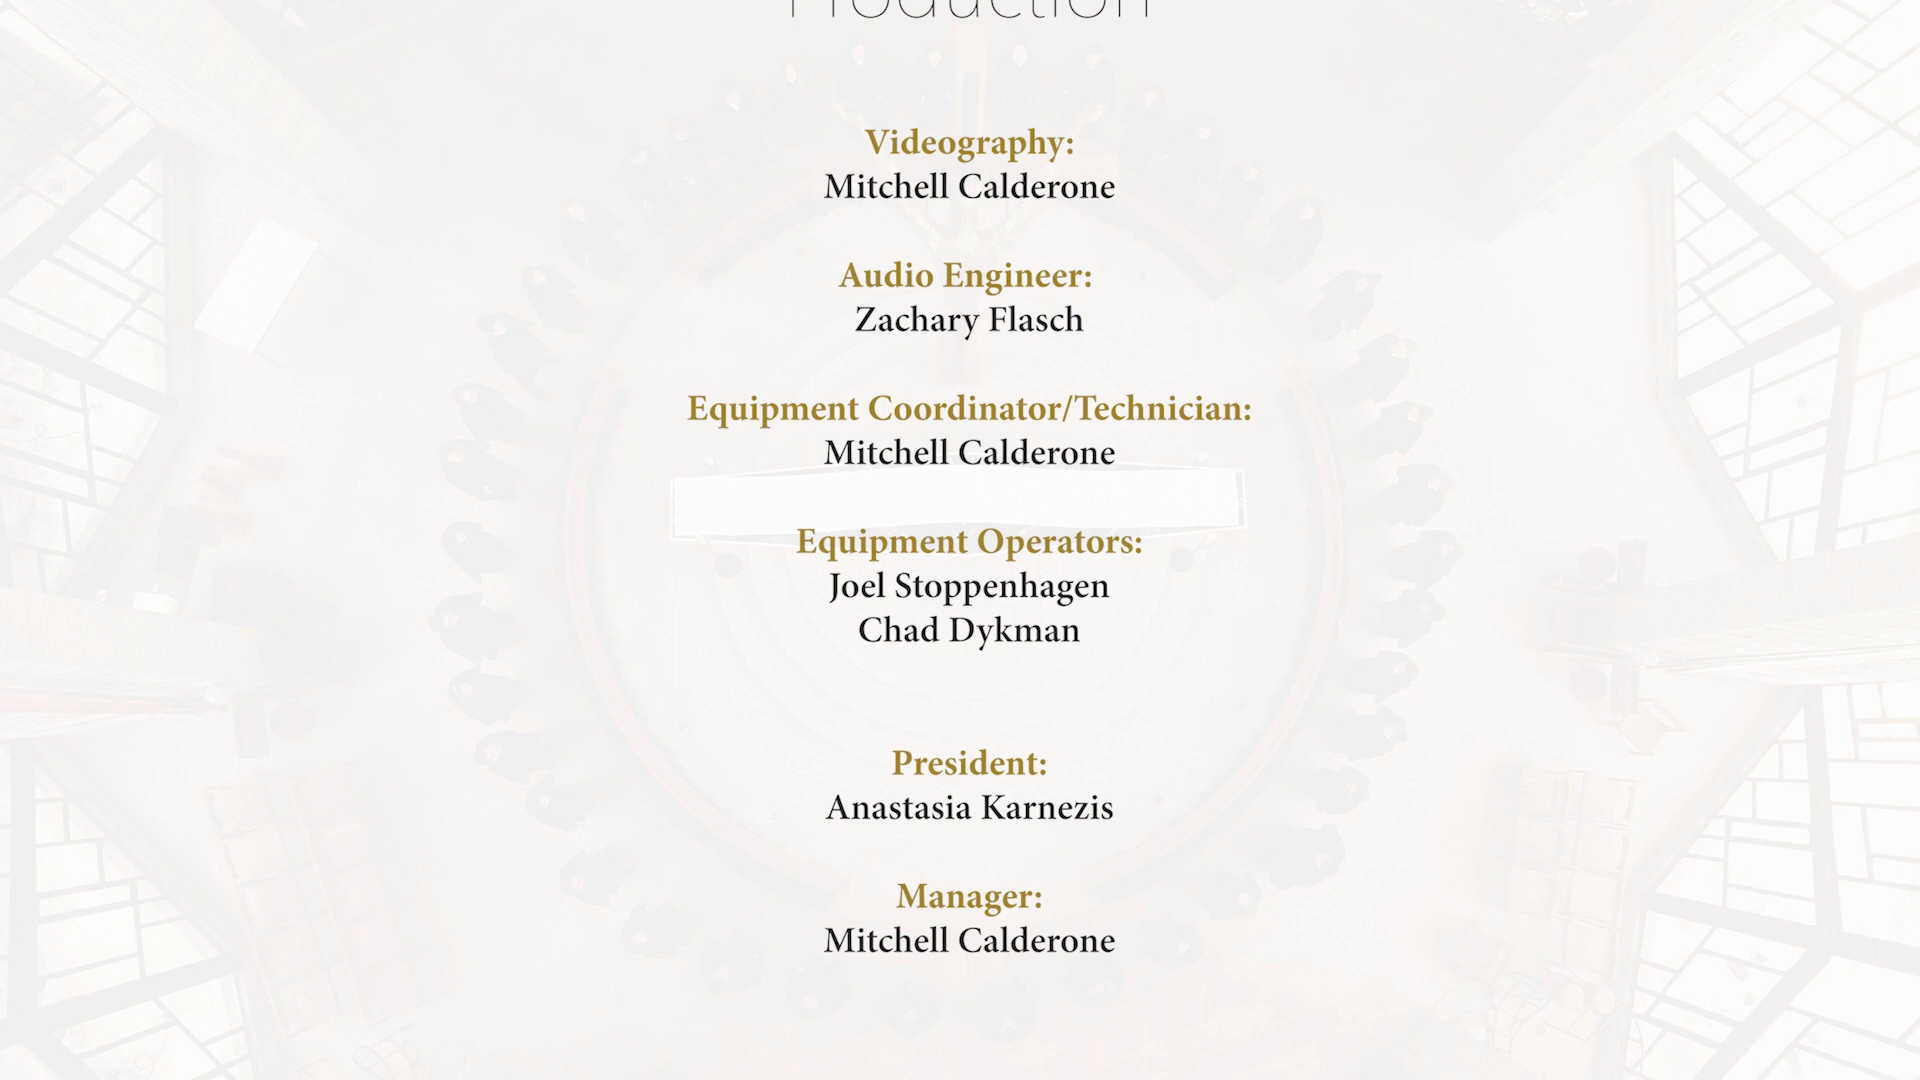 Production
Videography:
Mitchell Calderone
Audio Engineer:
Zachary Flasch
Equipment Coordinator/Technician:
Mitchell Calderone
Equipment Operators:
Joel Stoppenhagen
Chad Dykman
President:
Anastasia Karnezis
Manager:
Mitchell Calderone